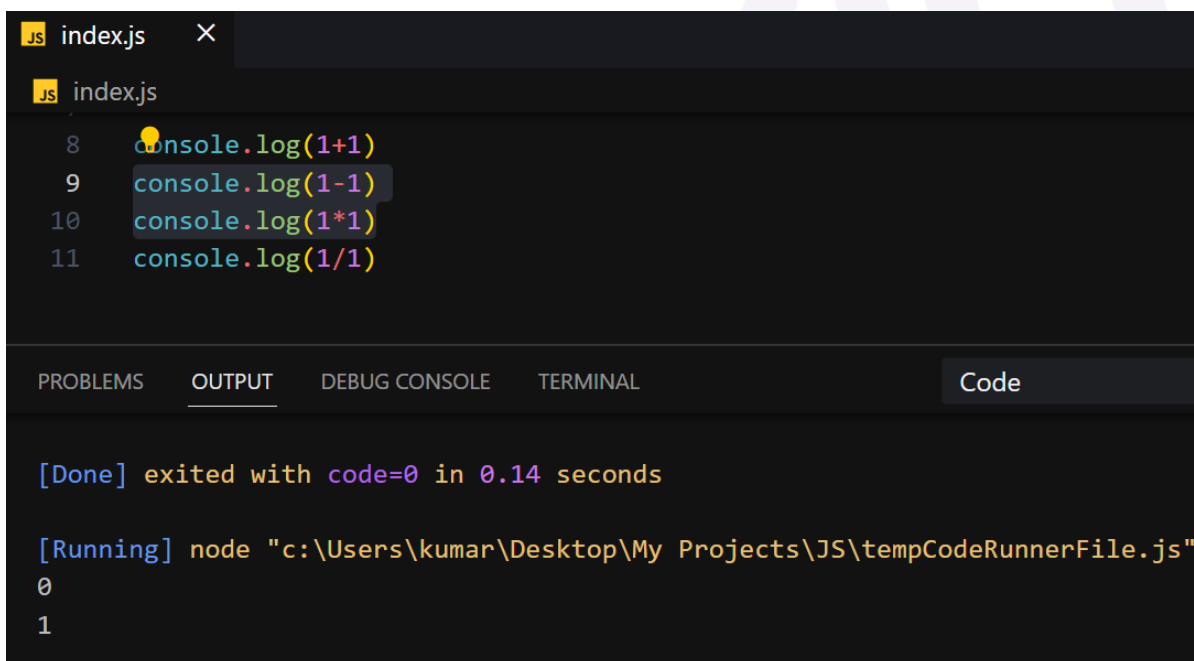 JS index.js ×
JS index.js
8 console.log(1+1)
9 console.log(1-1)
10 console.log(1*1)
11 console.log(1/1)
PROBLEMS OUTPUT DEBUG CONSOLE TERMINAL Code
[Done] exited with code=0 in 0.14 seconds
[Running] node "c:\Users\kumar\Desktop\My Projects\JS\tempCodeRunnerFile.js"
0
1